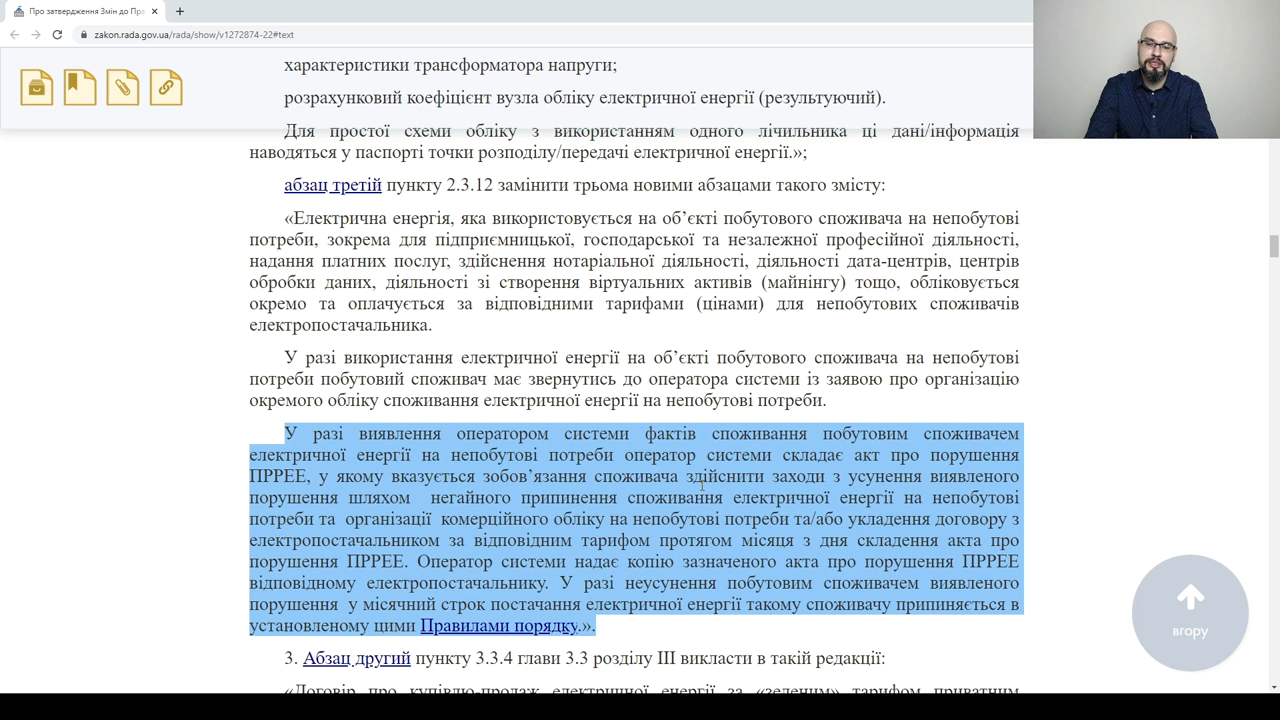 Про затвердження Змін до Пра
zakon.rada.gov.ua/rada/show/v1272874-22#text
характеристики трансформатора напруги;
розрахунковий коефіцієнт вузла обліку електричної енергії (результуючий).
Для простої схеми обліку з використанням одного лічильника ці дані/інформація
наводяться у паспорті точки розподілу/передачі електричної енергії.»;
абзац третій пункту 2.3.12 замінити трьома новими абзацами такого змісту:
«Електрична енергія, яка використовується на об’єкті побутового споживача на непобутові
потреби, зокрема для підприємницької, господарської та незалежної професійної діяльності,
надання платних послуг, здійснення нотаріальної діяльності, діяльності дата-центрів, центрів
обробки даних, діяльності зі створення віртуальних активів (майнінгу) тощо, обліковується
окремо та оплачується за відповідними тарифами (цінами) для непобутових споживачів
електропостачальника.
У разі використання електричної енергії на об’єкті побутового споживача на непобутові
потреби побутовий споживач має звернутись до оператора системи із заявою про організацію
окремого обліку споживання електричної енергії на непобутові потреби.
У разі виявлення оператором системи фактів споживання побутовим споживачем
електричної енергії на непобутові потреби оператор системи складає акт про порушення
ПРРЕЕ, у якому вказується зобов’язання споживача здійснити заходи з усунення виявленого
порушення шляхом негайного припинення споживання електричної енергії на непобутові
потреби та організації комерційного обліку на непобутові потреби та/або укладення договору з
електропостачальником за відповідним тарифом протягом місяця з дня складення акта про
порушення ПРРЕЕ. Оператор системи надає копію зазначеного акта про порушення ПРРЕЕ
відповідному електропостачальнику. У разі неусунення побутовим споживачем виявленого
порушення у місячний строк постачання електричної енергії такому споживачу припиняється в
установленому цими Правилами порядку.».
3. Абзац другий пункту 3.3.4 глави 3.3 розділу III викласти в такій редакції:
«Договір про купівлю-продаж електричної енергії за «зеленим» тарифом приватним
вгору